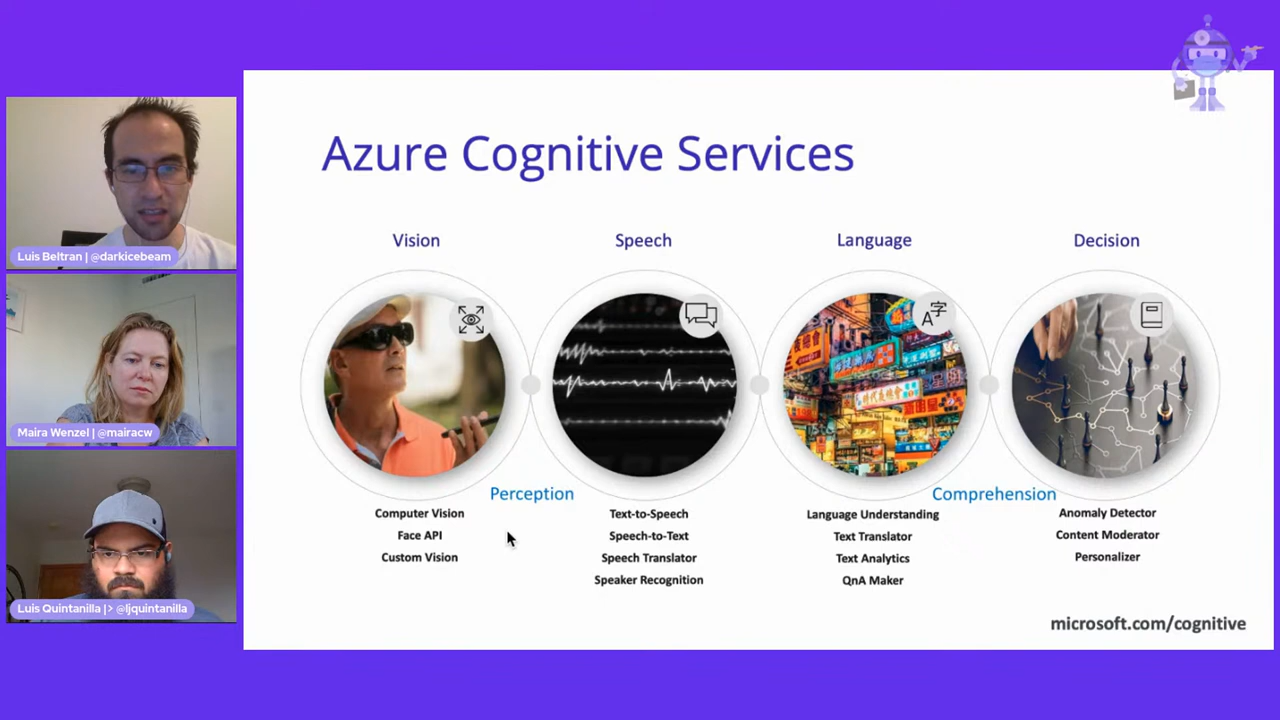 Azure Cognitive Services
Vision
Speech
Language
Decision
Perception
Comprehension
Computer Vision
Face API
Custom Vision
Text-to-Speech
Speech-to-Text
Speech Translator
Speaker Recognition
Language Understanding
Text Translator
Text Analytics
QnA Maker
Anomaly Detector
Content Moderator
Personalizer
microsoft.com/cognitive
Luis Beltran | @darkicebeam
Maira Wenzel | @mairacw
Luis Quintanilla |> @ljquintanilla
A字